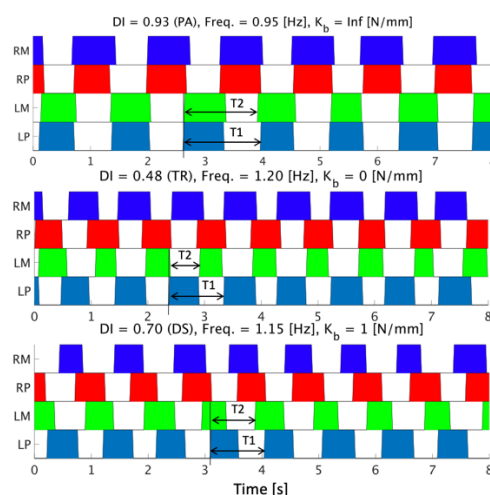 DI = 0.93 (PA), Freq. = 0.95 [Hz], K_b = Inf [N/mm]
RM
RP
LM
LP
T2
T1
0 1 2 3 4 5 6 7 8
DI = 0.48 (TR), Freq. = 1.20 [Hz], K_b = 0 [N/mm]
RM
RP
LM
LP
T2
T1
0 1 2 3 4 5 6 7 8
DI = 0.70 (DS), Freq. = 1.15 [Hz], K_b = 1 [N/mm]
RM
RP
LM
LP
T2
T1
0 1 2 3 4 5 6 7 8
Time [s]